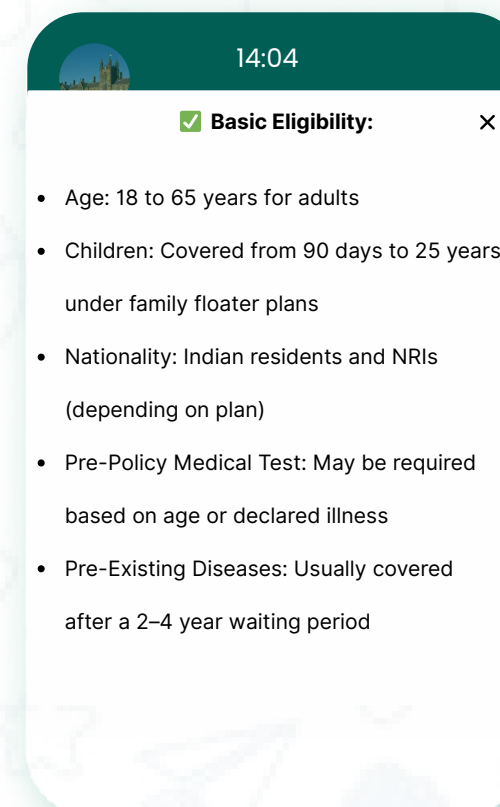 14:04
✅ Basic Eligibility:
×
• Age: 18 to 65 years for adults
• Children: Covered from 90 days to 25 years
under family floater plans
• Nationality: Indian residents and NRIs
(depending on plan)
• Pre-Policy Medical Test: May be required
based on age or declared illness
• Pre-Existing Diseases: Usually covered
after a 2–4 year waiting period